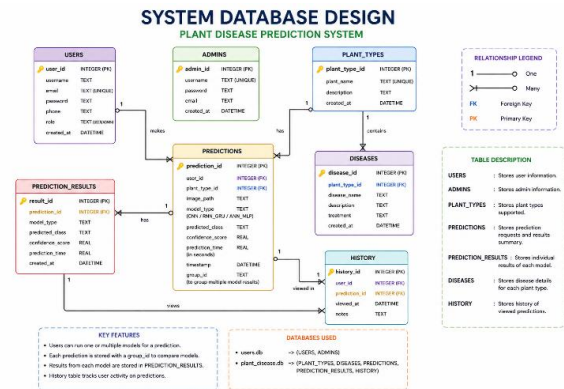 SYSTEM DATABASE DESIGN
PLANT DISEASE PREDICTION SYSTEM
USERS
user_id INTEGER (PK)
username TEXT
email TEXT (UNIQUE)
password TEXT
phone TEXT
role
created_at DATETIME
ADMINS
admin_id INTEGER (PK)
username TEXT (UNIQUE)
password TEXT
email TEXT
created_at DATETIME
PLANT_TYPES
plant_type_id INTEGER (PK)
plant_name TEXT (UNIQUE)
description TEXT
created_at DATETIME
RELATIONSHIP LEGEND
1 One
Many
FK Foreign Key
PK Primary Key
1
makes
1
has
1
contains
PREDICTIONS
prediction_id INTEGER (PK)
user_id INTEGER (FK)
plant_type_id INTEGER (FK)
image_path TEXT
model_type TEXT
(CNN / RNN_GRU / ANN_MLP)
predicted_class TEXT
confidence_score REAL
prediction_time REAL
(in seconds)
timestamp DATETIME
group_id TEXT
(to group multiple model results)
DISEASES
disease_id INTEGER (PK)
plant_type_id INTEGER (FK)
disease_name TEXT
description TEXT
treatment TEXT
created_at DATETIME
PREDICTION_RESULTS
result_id INTEGER (PK)
prediction_id INTEGER (FK)
model_type TEXT
predicted_class TEXT
confidence_score REAL
prediction_time REAL
created_at DATETIME
1
has
HISTORY
history_id INTEGER (PK)
user_id INTEGER (FK)
prediction_id INTEGER (FK)
viewed_at DATETIME
notes TEXT
1
viewed in
1
views
TABLE DESCRIPTION
USERS : Stores user information.
ADMINS : Stores admin information.
PLANT_TYPES : Stores plant types
supported.
PREDICTIONS : Stores prediction
requests and results
summary.
PREDICTION_RESULTS : Stores individual
results of each model.
DISEASES : Stores disease details
for each plant type.
HISTORY : Stores history of
viewed predictions.
KEY FEATURES
• Users can run one or multiple models for a prediction.
• Each prediction is stored with a group_id to compare models.
• Results from each model are stored in PREDICTION_RESULTS.
• History table tracks user activity on predictions.
DATABASES USED
• users.db -> (USERS, ADMINS)
• plant_disease.db -> (PLANT_TYPES, DISEASES, PREDICTIONS,
PREDICTION_RESULTS, HISTORY)